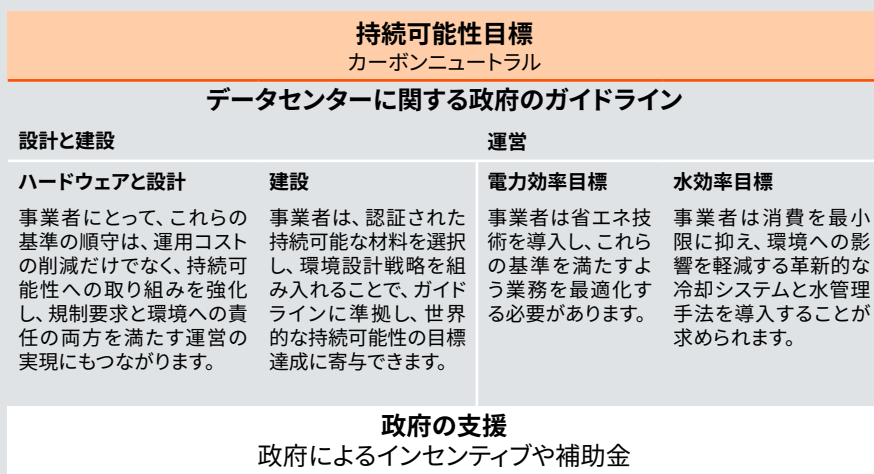 持続可能性目標
カーボンニュートラル
データセンターに関する政府のガイドライン
設計と建設
運営
ハードウェアと設計
事業者にとって、これらの
基準の順守は、運用コスト
の削減だけでなく、持続可
能性への取り組みを強化
し、規制要求と環境への責
任の両方を満たす運営の
実現にもつながります。
建設
事業者は、認証された
持続可能な材料を選択
し、環境設計戦略を組
み入れることで、ガイド
ラインに準拠し、世界
的な持続可能性の目標
達成に寄与できます。
電力効率目標
事業者は省エネ技
術を導入し、これら
の基準を満たすよ
う業務を最適化す
る必要があります。
水効率目標
事業者は消費を最小
限に抑え、環境への影
響を軽減する革新的な
冷却システムと水管理
手法を導入することが
求められます。
政府の支援
政府によるインセンティブや補助金